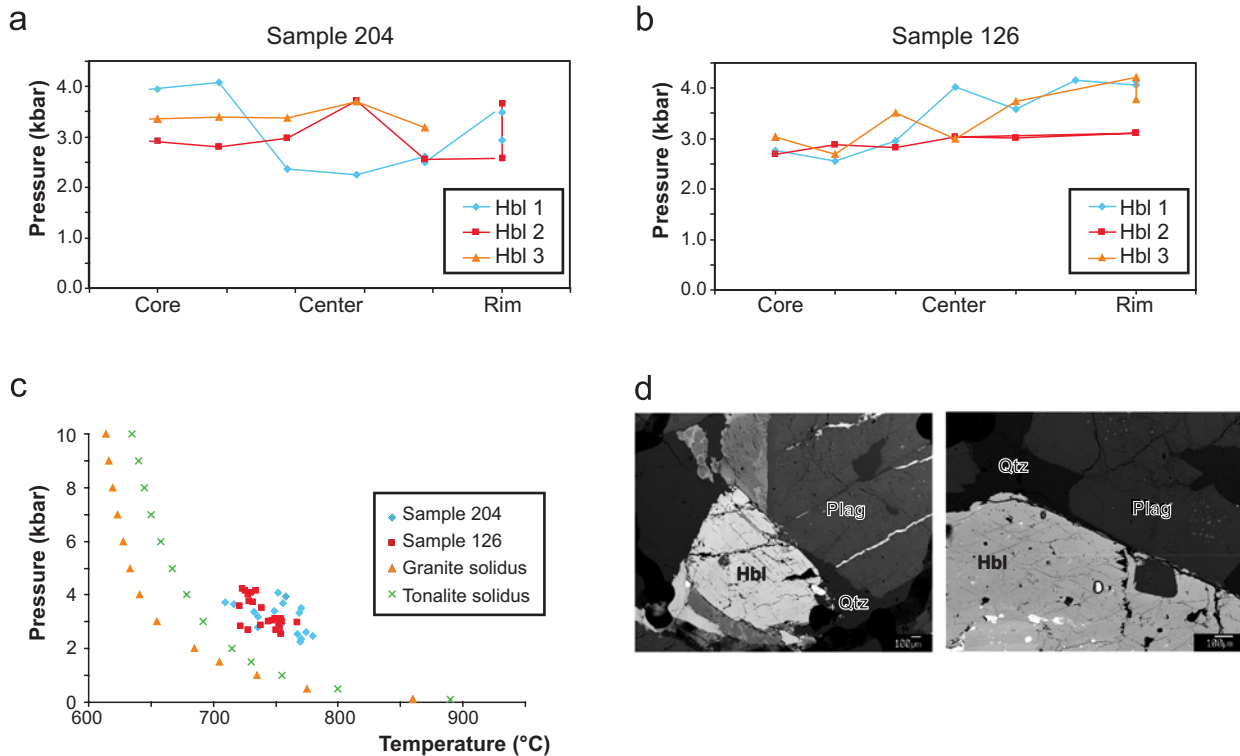 a
Sample 204
Pressure (kbar)
4.0
3.0
2.0
1.0
0.0
Hbl 1
Hbl 2
Hbl 3
Core
Center
Rim
b
Sample 126
Pressure (kbar)
4.0
3.0
2.0
1.0
0.0
Hbl 1
Hbl 2
Hbl 3
Core
Center
Rim
c
Pressure (kbar)
10
8
6
4
2
0
600
700
800
900
Temperature (°C)
Sample 204
Sample 126
Granite solidus
Tonalite solidus
d
Plag
Hbl
Qtz
100µm
Qtz
Plag
Hbl
100µm